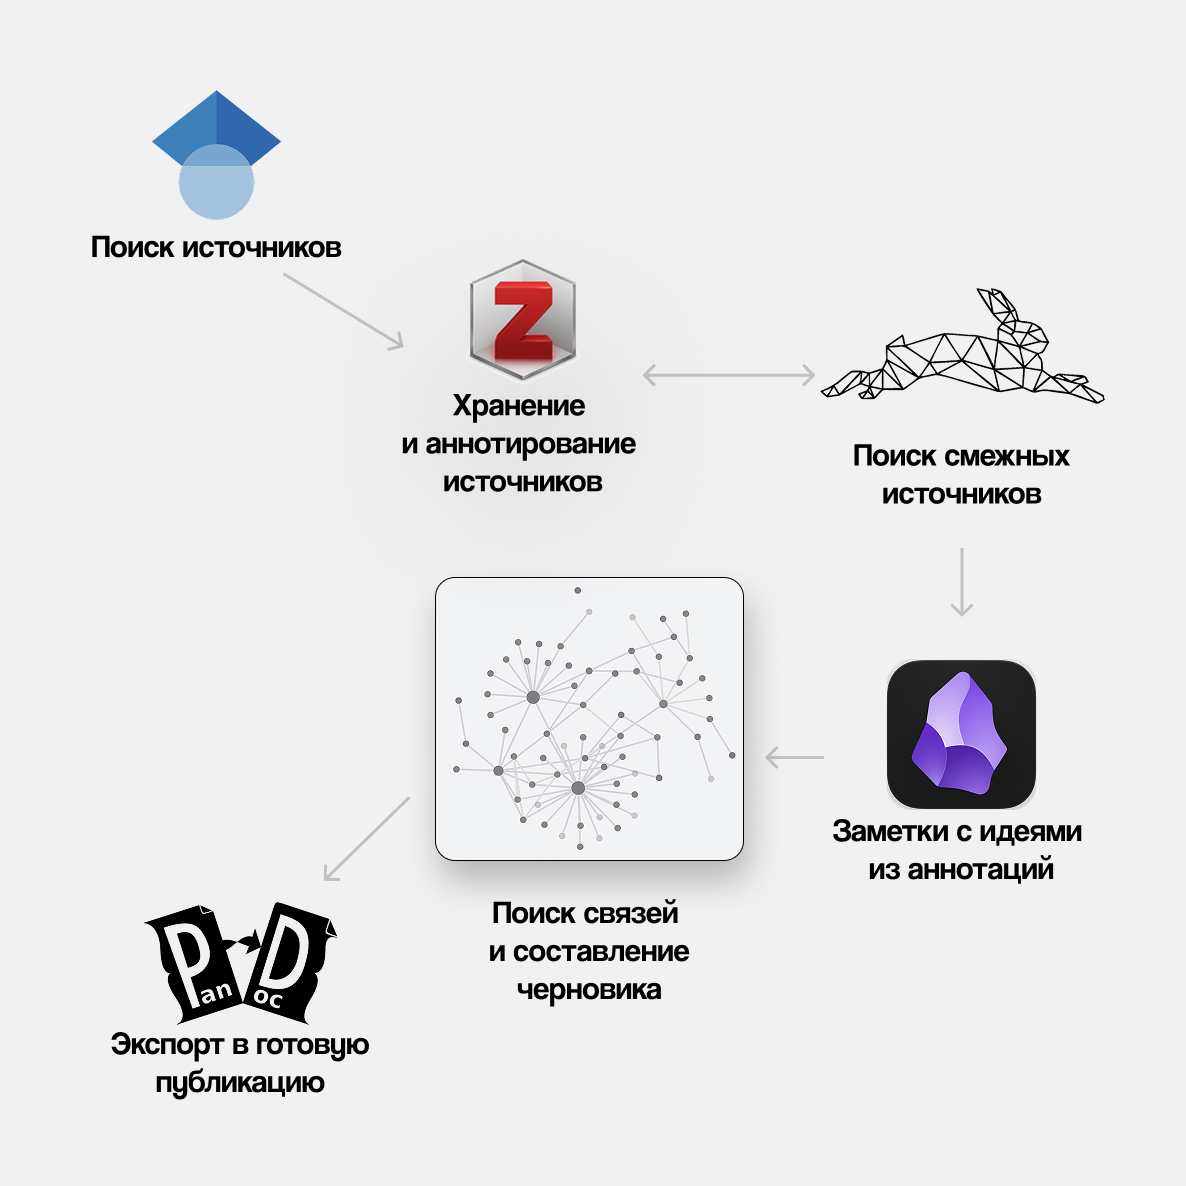 Поиск источников
Z
Хранение
и аннотирование
источников
Поиск смежных
источников
Заметки с идеями
из аннотаций
Поиск связей
и составление
черновика
Pan Doc
Экспорт в готовую
публикацию